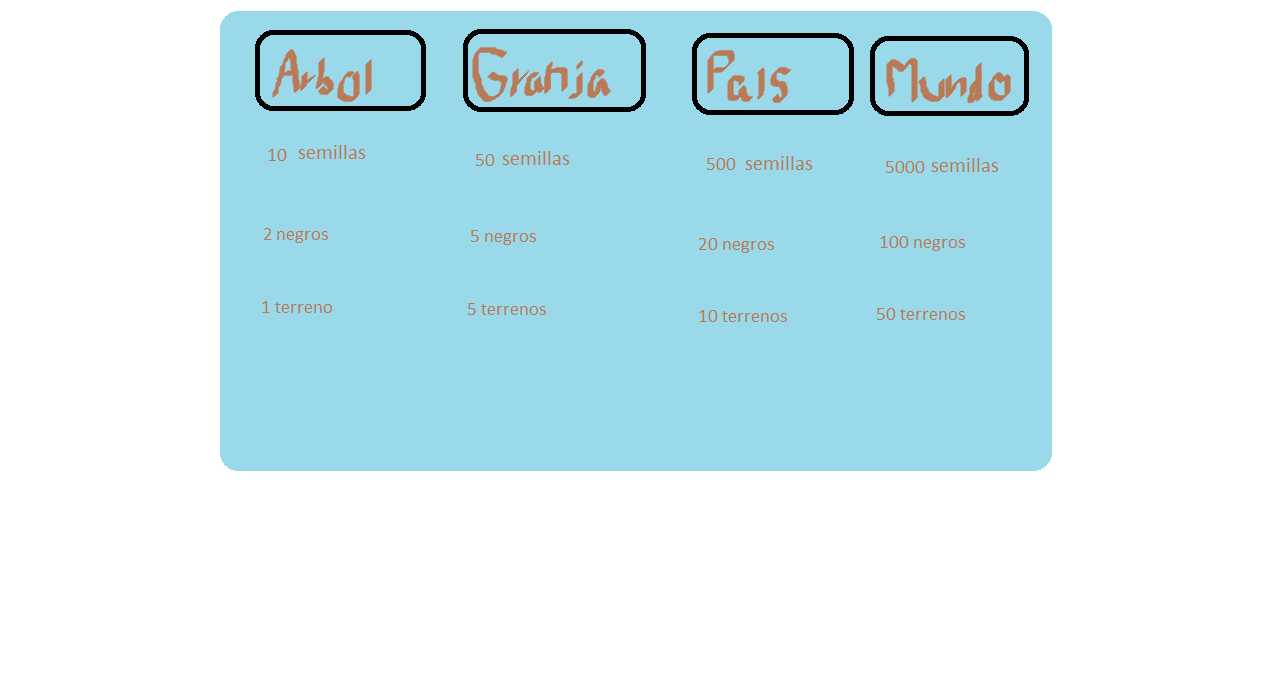 Arbol Granja Pais Mundo
10 semillas 50 semillas 500 semillas 5000 semillas
2 negros 5 negros 20 negros 100 negros
1 terreno 5 terrenos 10 terrenos 50 terrenos